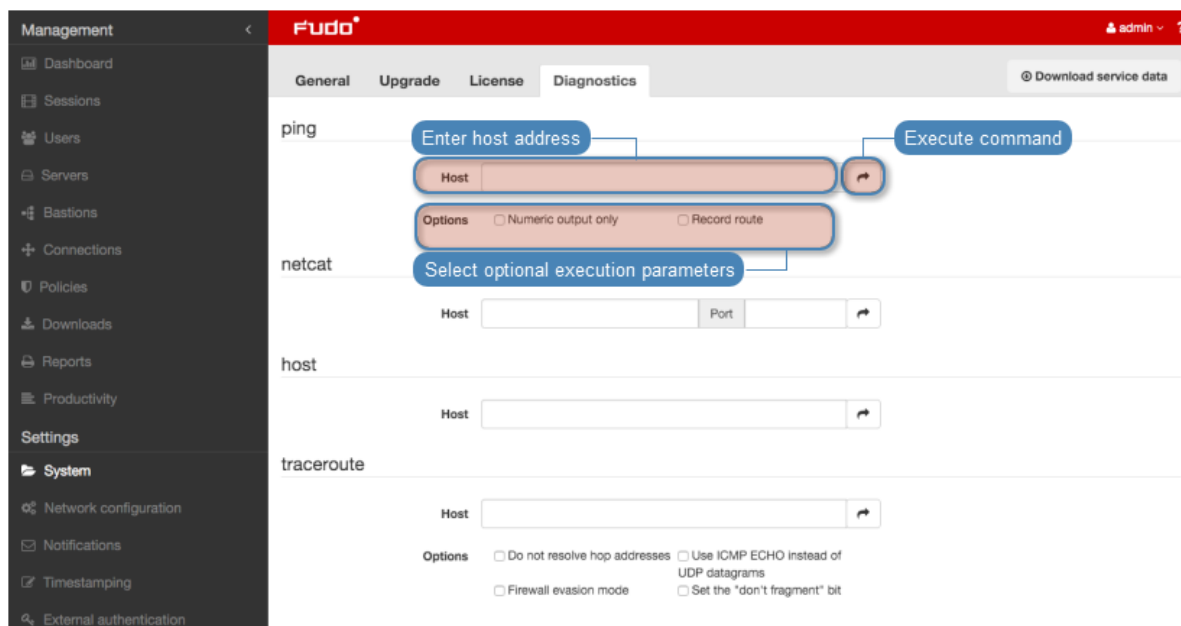 Management
Dashboard
Sessions
Users
Servers
Bastions
Connections
Policies
Downloads
Reports
Productivity
Settings
System
Network configuration
Notifications
Timestamping
External authentication
FUDO
admin
?
General Upgrade License Diagnostics
Download service data
ping
Enter host address
Execute command
Host
Options Numeric output only Record route
Select optional execution parameters
netcat
Host Port
host
Host
traceroute
Host
Options Do not resolve hop addresses Use ICMP ECHO instead of
UDP datagrams
Firewall evasion mode Set the "don't fragment" bit